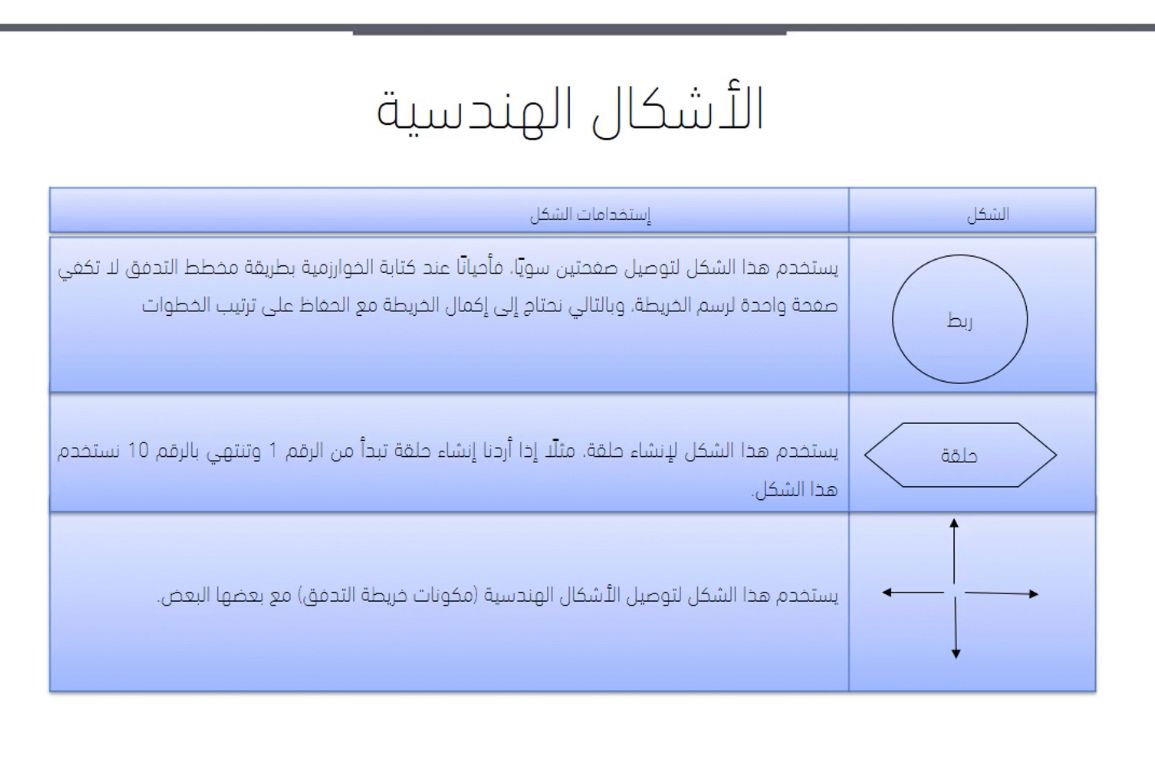 الأشكال الهندسية
الشكل
إستخدامات الشكل
ربط
يستخدم هذا الشكل لتوصيل صفحتين سويًا. فأحيانًا عند كتابة الخوارزمية بطريقة مخطط التدفق لا تكفي
صفحة واحدة لرسم الخريطة، وبالتالي نحتاج إلى إكمال الخريطة مع الحفاظ على ترتيب الخطوات
حلقة
يستخدم هذا الشكل لإنشاء حلقة. مثلًا إذا أردنا إنشاء حلقة تبدأ من الرقم 1 وتنتهي بالرقم 10 نستخدم
هذا الشكل.
يستخدم هذا الشكل لتوصيل الأشكال الهندسية (مكونات خريطة التدفق) مع بعضها البعض.